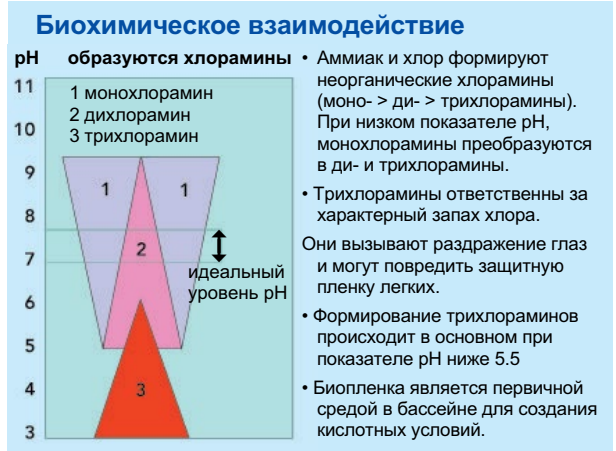 Биохимическое взаимодействие
pH образуются хлорамины
11
1 монохлорамин
2 дихлорамин
3 трихлорамин
10
9
1 1
8
2
7
идеальный
уровень pH
6
5
4
3
3
• Аммиак и хлор формируют
неорганические хлорамины
(моно- > ди- > трихлорамины).
При низком показателе pH,
монохлорамины преобразуются
в ди- и трихлорамины.
• Трихлорамины ответственны за
характерный запах хлора.
Они вызывают раздражение глаз
и могут повредить защитную
пленку легких.
• Формирование трихлораминов
происходит в основном при
показателе pH ниже 5.5
• Биопленка является первичной
средой в бассейне для создания
кислотных условий.